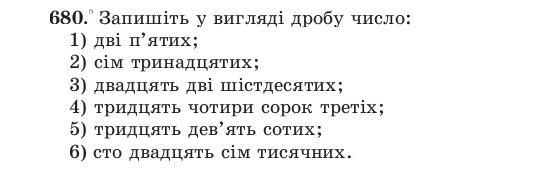 680.° Запишіть у вигляді дробу число:
1) дві п’ятих;
2) сім тринадцятих;
3) двадцять дві шістдесятих;
4) тридцять чотири сорок третіх;
5) тридцять дев’ять сотих;
6) сто двадцять сім тисячних.